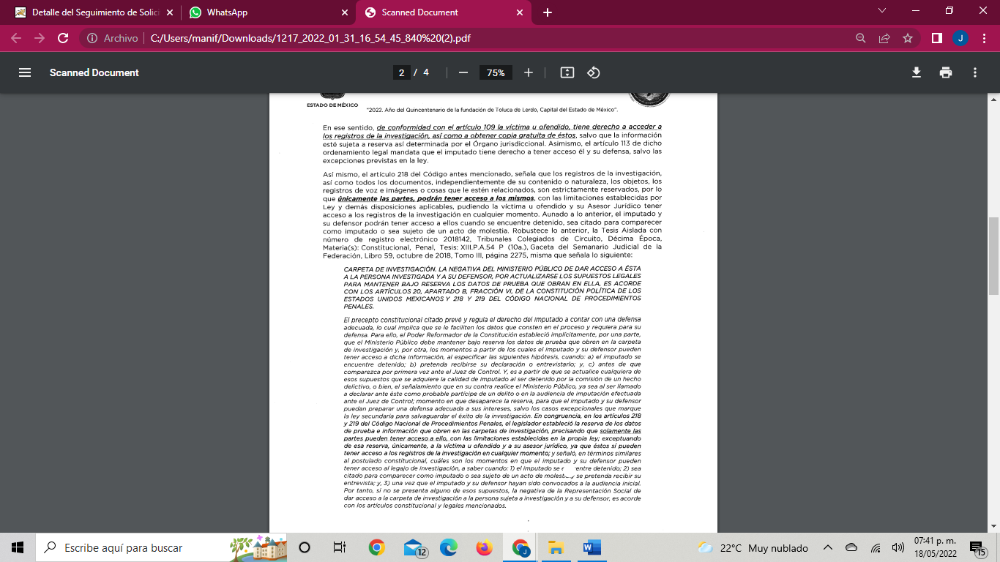 Detalle del Seguimiento de Solici
WhatsApp
Scanned Document
Archivo
C:/Users/manif/Downloads/1217_2022_01_31_16_54_45_840%20(2).pdf
J
Scanned Document
2 / 4
75%
ESTADO DE MÉXICO
"2022. Año del Quincentenario de la fundación de Toluca de Lerdo, Capital del Estado de México".
En ese sentido, de conformidad con el artículo 109 la víctima u ofendido, tiene derecho a acceder a
los registros de la investigación, así como a obtener copia gratuita de éstos, salvo que la información
esté sujeta a reserva así determinada por el Órgano jurisdiccional. Asimismo, el artículo 113 de dicho
ordenamiento legal mandata que el imputado tiene derecho a tener acceso él y su defensa, salvo las
excepciones previstas en la ley.
Así mismo, el artículo 218 del Código antes mencionado, señala que los registros de la investigación,
así como todos los documentos, independientemente de su contenido o naturaleza, los objetos, los
registros de voz e imágenes o cosas que le estén relacionados, son estrictamente reservados, por lo
que únicamente las partes, podrán tener acceso a los mismos, con las limitaciones establecidas por
Ley y demás disposiciones aplicables, pudiendo la víctima u ofendido y su Asesor Jurídico tener
acceso a los registros de la investigación en cualquier momento. Aunado a lo anterior, el imputado y
su defensor podrán tener acceso a ellos cuando se encuentre detenido, sea citado para comparecer
como imputado o sea sujeto de un acto de molestia. Robustece lo anterior, la Tesis Aislada con
número de registro electrónico 2018142, Tribunales Colegiados de Circuito, Décima Época,
Materia(s): Constitucional, Penal, Tesis: XIII.P.A.54 P (10a.), Gaceta del Semanario Judicial de la
Federación, Libro 59, octubre de 2018, Tomo III, página 2275, misma que señala lo siguiente:
CARPETA DE INVESTIGACIÓN. LA NEGATIVA DEL MINISTERIO PÚBLICO DE DAR ACCESO A ÉSTA
A LA PERSONA INVESTIGADA Y A SU DEFENSOR, POR ACTUALIZARSE LOS SUPUESTOS LEGALES
PARA MANTENER BAJO RESERVA LOS DATOS DE PRUEBA QUE OBRAN EN ELLA, ES ACORDE
CON LOS ARTÍCULOS 20, APARTADO B, FRACCIÓN VI, DE LA CONSTITUCIÓN POLÍTICA DE LOS
ESTADOS UNIDOS MEXICANOS Y 218 Y 219 DEL CÓDIGO NACIONAL DE PROCEDIMIENTOS
PENALES.
El precepto constitucional citado prevé y regula el derecho del imputado a contar con una defensa
adecuada, lo cual implica que se le faciliten los datos que consten en el proceso y requiera para su
defensa. Para ello, el Poder Reformador de la Constitución estableció implícitamente, por una parte,
que el Ministerio Público debe mantener bajo reserva los datos de prueba que obren en la carpeta
de investigación y, por otra, los momentos a partir de los cuales el imputado y su defensor pueden
tener acceso a dicha información, al especificar las siguientes hipótesis, cuando: a) el imputado se
encuentre detenido; b) pretenda recibirse su declaración o entrevistarlo; y, c) antes de que
comparezca por primera vez ante el Juez de Control. Y, es a partir de que se actualice cualquiera de
esos supuestos que se adquiere la calidad de imputado al ser detenido por la comisión de un hecho
delictivo, o bien, el señalamiento que en su contra realice el Ministerio Público, ya sea al ser llamado
a declarar ante éste como probable partícipe de un delito o en la audiencia de imputación efectuada
ante el Juez de Control; momento en que desaparece la reserva, para que el imputado y su defensor
puedan preparar una defensa adecuada a sus intereses, salvo los casos excepcionales que marque
la ley secundaria para salvaguardar el éxito de la investigación. En congruencia, en los artículos 218
y 219 del Código Nacional de Procedimientos Penales, el legislador estableció la reserva de los datos
de prueba e información que obren en las carpetas de investigación, precisando que solamente las
partes pueden tener acceso a ello, con las limitaciones establecidas en la propia ley; exceptuando
de esa reserva, únicamente, a la víctima u ofendido y a su asesor jurídico, ya que éstos sí pueden
tener acceso a los registros de la investigación en cualquier momento; y señaló, en términos similares
al postulado constitucional, cuáles son los momentos en que el imputado y su defensor pueden
tener acceso al legajo de investigación, a saber cuando: 1) el imputado se e entre detenido; 2) sea
citado para comparecer como imputado o sea sujeto de un acto de molest y se pretenda recibir su
entrevista; y, 3) una vez que el imputado y su defensor hayan sido convocados a la audiencia inicial.
Por tanto, si no se presenta alguno de esos supuestos, la negativa de la Representación Social de
dar acceso a la carpeta de investigación a la persona sujeta a investigación y a su defensor, es acorde
con los artículos constitucional y legales mencionados.
Escribe aquí para buscar
12
J
22°C Muy nublado
07:41 p. m.
18/05/2022
15